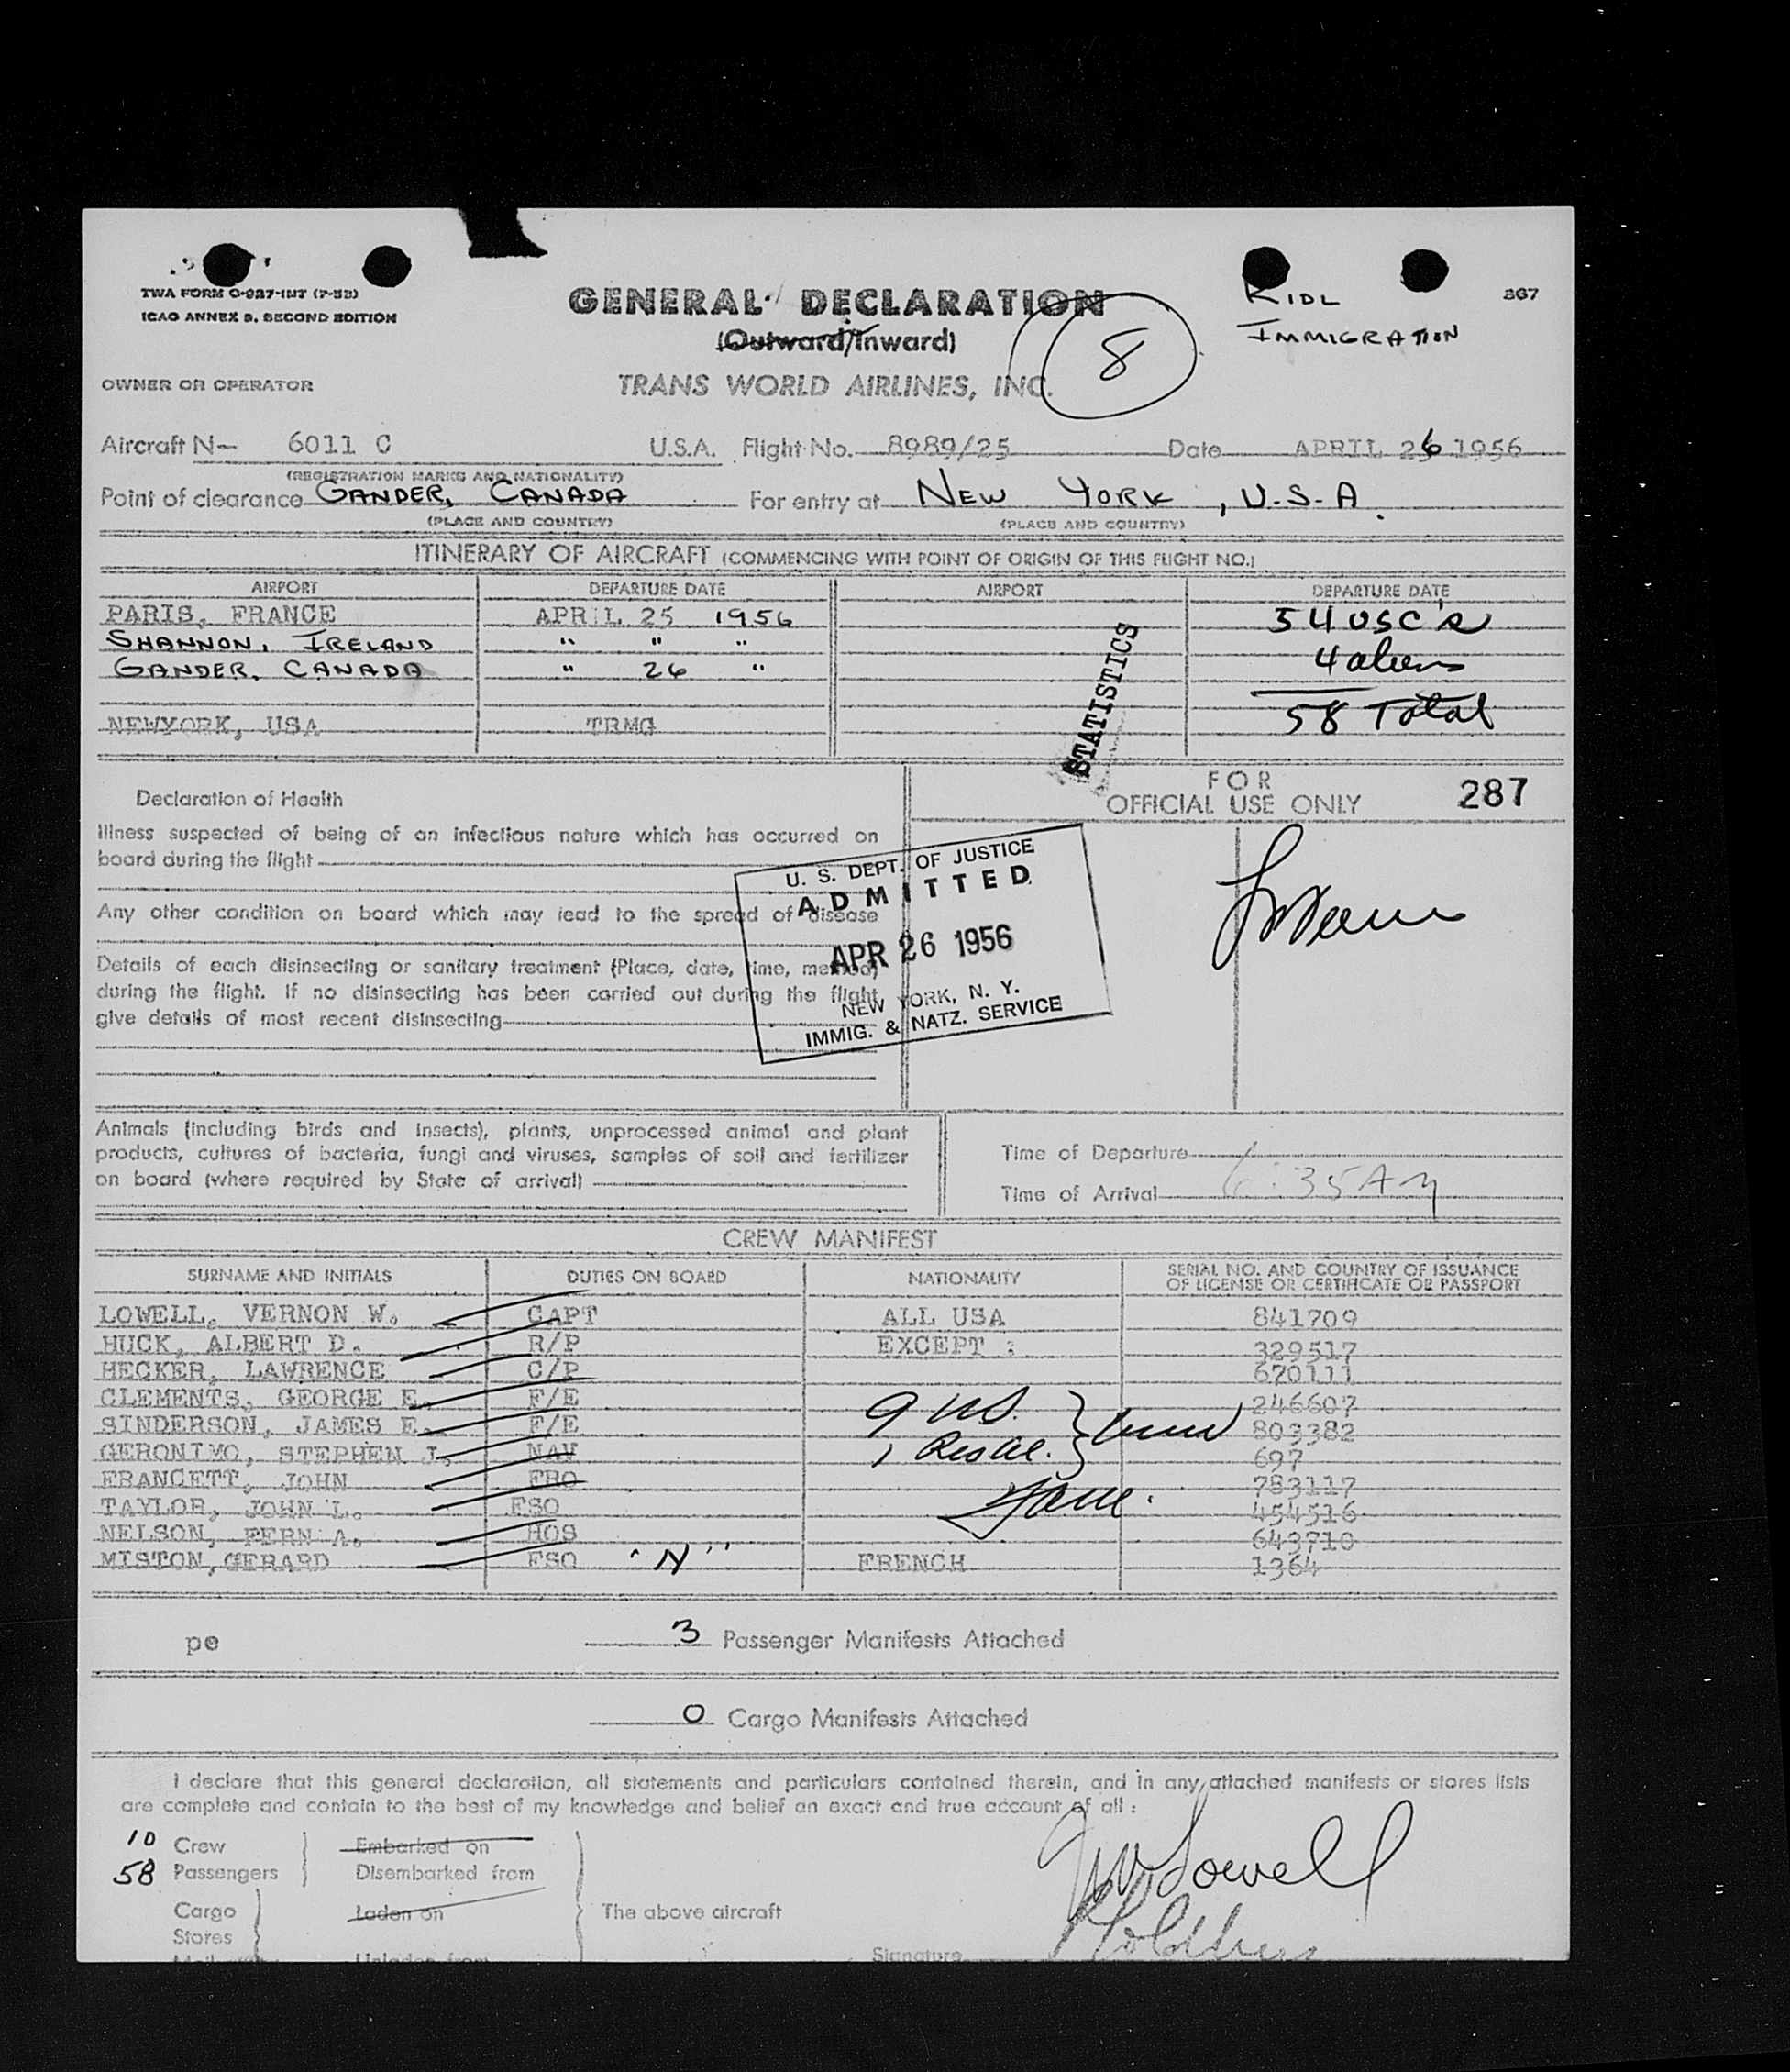 TWA FORM O-927-INT (7-53)
ICAO ANNEX 9, SECOND EDITION
GENERAL DECLARATION
(Outward/Inward)
8
KIDL
IMMIGRATION
867
OWNER OR OPERATOR
TRANS WORLD AIRLINES, INC.
Aircraft N— 6011 C U.S.A. Flight No. 8989/25 Date APRIL 26 1956
(REGISTRATION MARKS AND NATIONALITY)
Point of clearance GANDER, CANADA For entry at NEW YORK, U.S.A.
(PLACE AND COUNTRY) (PLACE AND COUNTRY)
ITINERARY OF AIRCRAFT (COMMENCING WITH POINT OF ORIGIN OF THIS FLIGHT NO.)
AIRPORT DEPARTURE DATE AIRPORT DEPARTURE DATE
PARIS, FRANCE APRIL 25 1956 54 USC's
SHANNON, IRELAND " " " 4 aliens
GANDER, CANADA " 26 "
58 Total
NEWYORK, USA TRMG
STATISTICS
FOR
OFFICIAL USE ONLY 287
Declaration of Health
Illness suspected of being of an infectious nature which has occurred on
board during the flight
Any other condition on board which may lead to the spread of disease
Details of each disinsecting or sanitary treatment (Place, date, time, method)
during the flight. If no disinsecting has been carried out during the flight
give details of most recent disinsecting
U. S. DEPT. OF JUSTICE
ADMITTED
APR 26 1956
NEW YORK, N. Y.
IMMIG. & NATZ. SERVICE
Animals (including birds and insects), plants, unprocessed animal and plant
products, cultures of bacteria, fungi and viruses, samples of soil and fertilizer
on board (where required by State of arrival)
Time of Departure
Time of Arrival 6:35 AM
CREW MANIFEST
SURNAME AND INITIALS DUTIES ON BOARD NATIONALITY SERIAL NO. AND COUNTRY OF ISSUANCE
OF LICENSE OR CERTIFICATE OR PASSPORT
LOWELL, VERNON W. CAPT ALL USA 841709
HUCK, ALBERT D. R/P EXCEPT : 329517
HECKER, LAWRENCE C/P 670111
CLEMENTS, GEORGE E. F/E 9 US. 246607
SINDERSON, JAMES E. F/E 803382
GERONIMO, STEPHEN J. NAV 697
FRANCETT, JOHN FRO 783117
TAYLOR, JOHN L. FSO 454516
NELSON, FERN A. HOS 643710
MISTON, GERARD FSO "N" FRENCH 1364
pe
3 Passenger Manifests Attached
0 Cargo Manifests Attached
I declare that this general declaration, all statements and particulars contained therein, and in any attached manifests or stores lists
are complete and contain to the best of my knowledge and belief an exact and true account of all :
10 Crew Embarked on
58 Passengers Disembarked from
Cargo Laden on The above aircraft
Stores
VW Lowell
Mail Unladen from
Signature